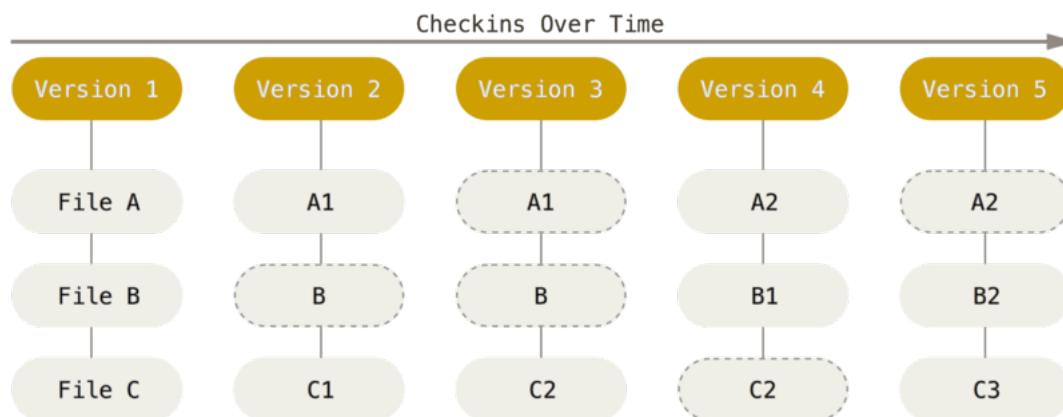 Checkins Over Time
Version 1 Version 2 Version 3 Version 4 Version 5
File A A1 A1 A2 A2
File B B B B1 B2
File C C1 C2 C2 C3